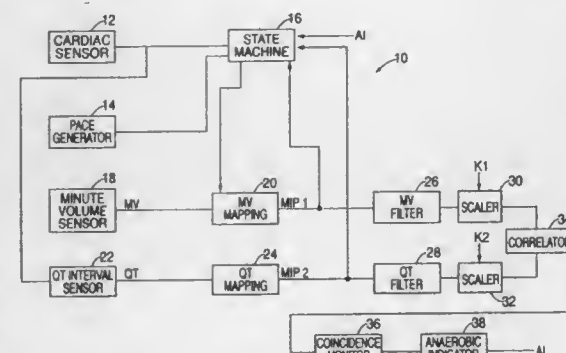 12
CARDIAC
SENSOR
16
STATE
MACHINE
AI
10
14
PACE
GENERATOR
18
MINUTE
VOLUME
SENSOR
MV
20
MV
MAPPING
MIP 1
26
MV
FILTER
K1
30
SCALER
CORRELATOR
22
QT INTERVAL
SENSOR
QT
24
QT
MAPPING
MIP 2
28
QT
FILTER
K2
SCALER
32
36
COINCIDENCE
38
ANAEROBIC
INDICATOR
AI